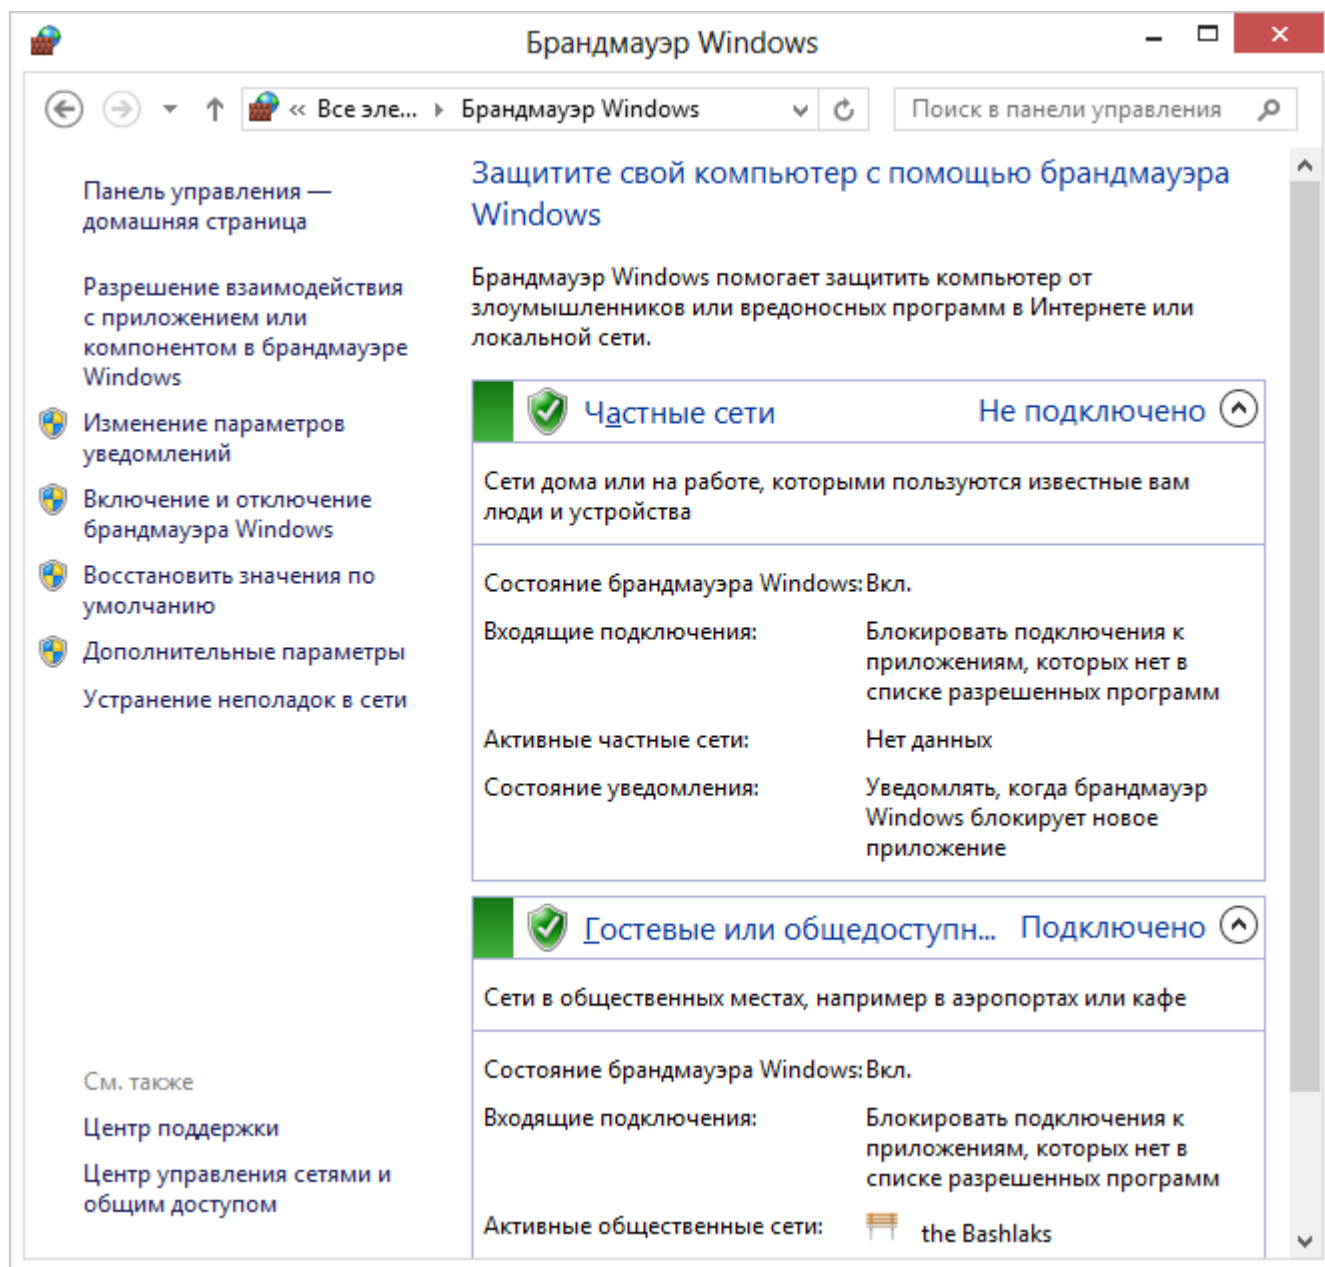 Брандмауэр Windows
« Все эле... Брандмауэр Windows
Поиск в панели управления
Панель управления —
домашняя страница
Разрешение взаимодействия
с приложением или
компонентом в брандмауэре
Windows
Изменение параметров
уведомлений
Включение и отключение
брандмауэра Windows
Восстановить значения по
умолчанию
Дополнительные параметры
Устранение неполадок в сети
См. также
Центр поддержки
Центр управления сетями и
общим доступом
Защитите свой компьютер с помощью брандмауэра
Windows
Брандмауэр Windows помогает защитить компьютер от
злоумышленников или вредоносных программ в Интернете или
локальной сети.
Частные сети Не подключено
Сети дома или на работе, которыми пользуются известные вам
люди и устройства
Состояние брандмауэра Windows: Вкл.
Входящие подключения: Блокировать подключения к
приложениям, которых нет в
списке разрешенных программ
Активные частные сети: Нет данных
Состояние уведомления: Уведомлять, когда брандмауэр
Windows блокирует новое
приложение
Гостевые или общедоступн... Подключено
Сети в общественных местах, например в аэропортах или кафе
Состояние брандмауэра Windows: Вкл.
Входящие подключения: Блокировать подключения к
приложениям, которых нет в
списке разрешенных программ
Активные общественные сети: the Bashlaks